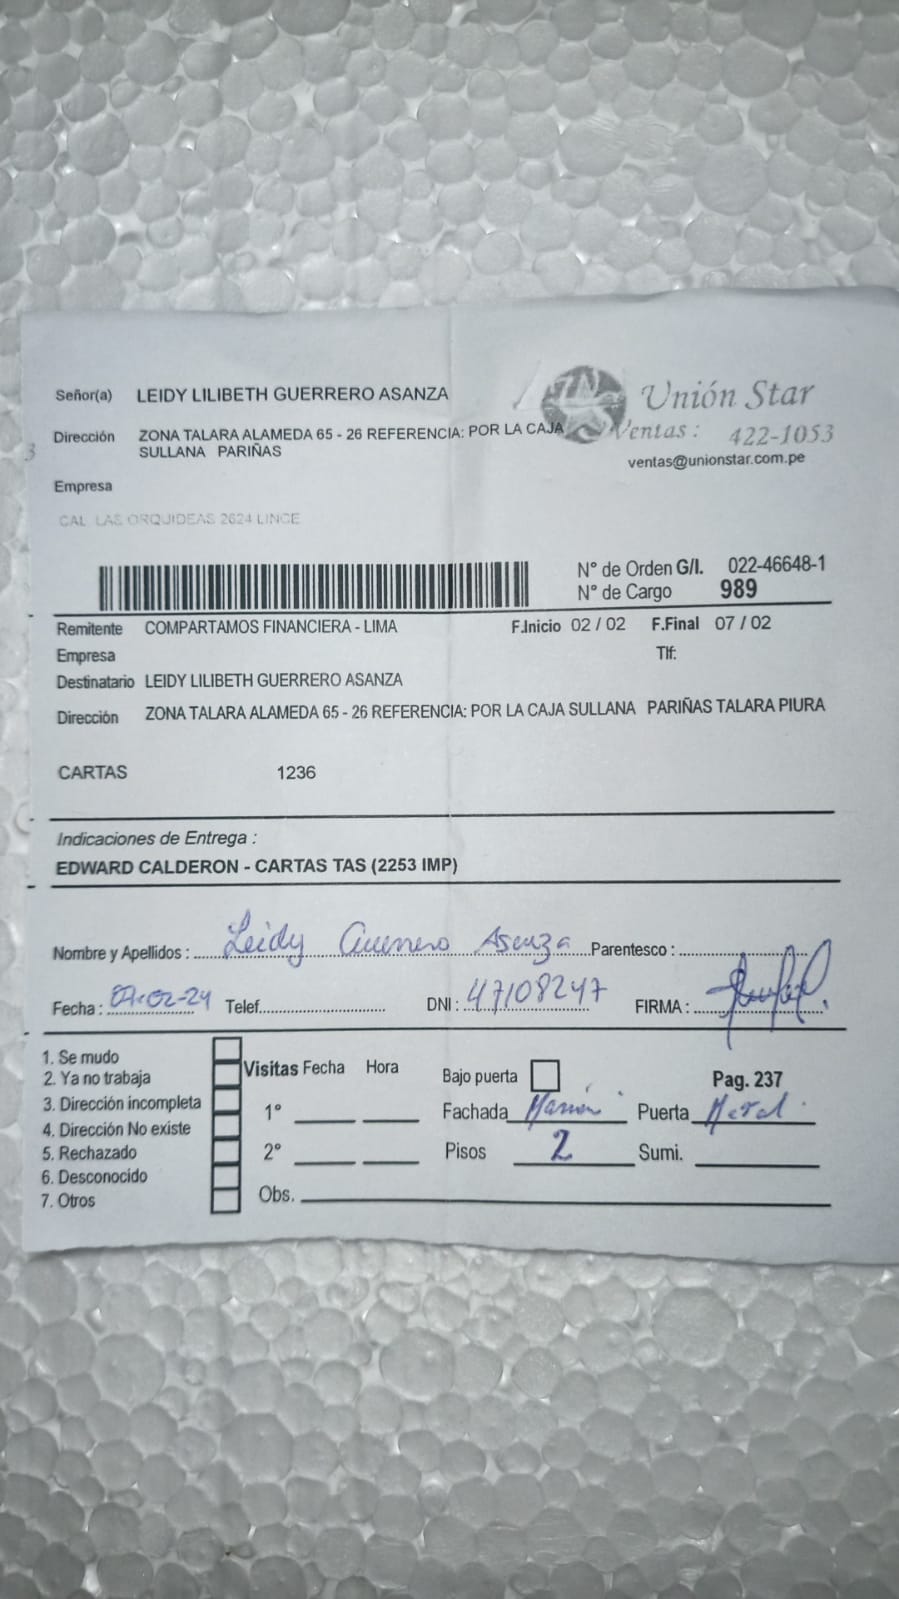 Señor(a) LEIDY LILIBETH GUERRERO ASANZA
Unión Star
Dirección ZONA TALARA ALAMEDA 65 - 26 REFERENCIA: POR LA CAJA
SULLANA PARIÑAS
Ventas : 422-1053
ventas@unionstar.com.pe
3
Empresa
CAL LAS ORQUIDEAS 2624 LINCE
N° de Orden G/I. 022-46648-1
N° de Cargo 989
Remitente COMPARTAMOS FINANCIERA - LIMA F.Inicio 02 / 02 F.Final 07 / 02
Empresa Tlf:
Destinatario LEIDY LILIBETH GUERRERO ASANZA
Dirección ZONA TALARA ALAMEDA 65 - 26 REFERENCIA: POR LA CAJA SULLANA PARIÑAS TALARA PIURA
CARTAS 1236
Indicaciones de Entrega :
EDWARD CALDERON - CARTAS TAS (2253 IMP)
Nombre y Apellidos : Leidy Guerrero Asenza Parentesco :
Fecha : 07-02-24 Telef. DNI : 47108247 FIRMA :
1. Se mudo
2. Ya no trabaja
3. Dirección incompleta
4. Dirección No existe
5. Rechazado
6. Desconocido
7. Otros
Visitas Fecha Hora
1°
2°
Obs.
Bajo puerta Pag. 237
Fachada Puerta Metal
Pisos 2 Sumi.